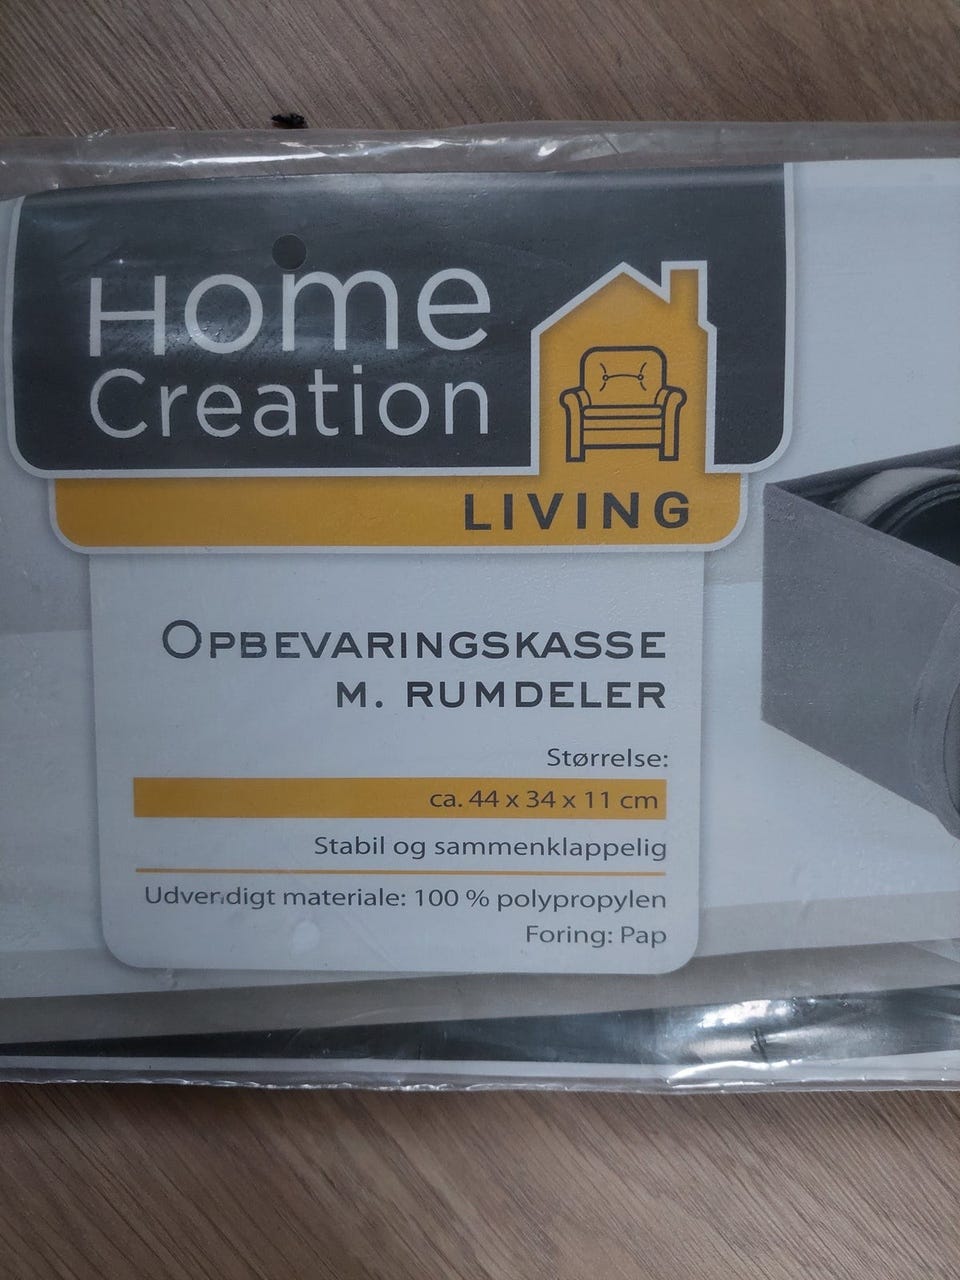 Home
Creation
LIVING
OPBEVARINGSKASSE
M. RUMDELER
Størrelse:
ca. 44 x 34 x 11 cm
Stabil og sammenklappelig
Udvendigt materiale: 100 % polypropylen
Foring: Pap